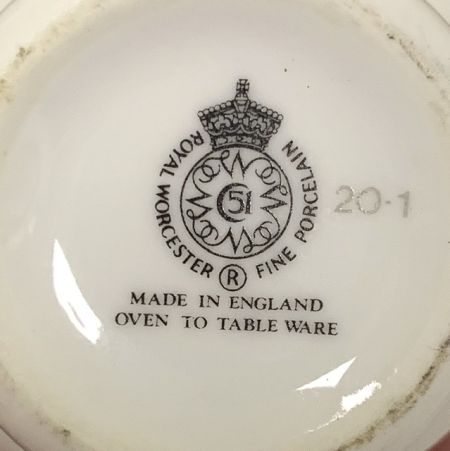 ROYAL WORCESTER ® FINE PORCELAIN
51
20-1
MADE IN ENGLAND
OVEN TO TABLE WARE